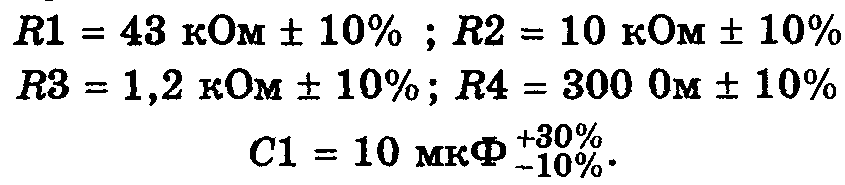 R1 = 43 кОм ± 10% ; R2 = 10 кОм ± 10%
R3 = 1,2 кОм ± 10%; R4 = 300 Ом ± 10%
C1 = 10 мкФ +30% −10%.